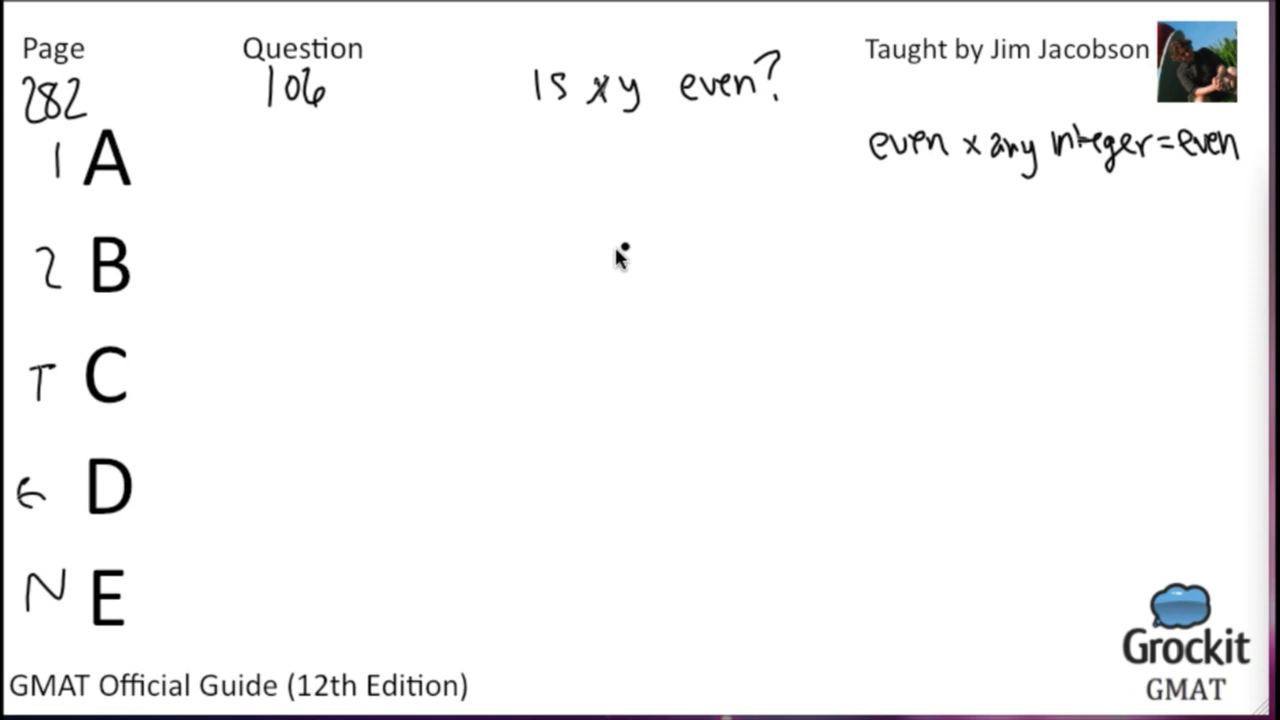 Page Question Taught by Jim Jacobson
282 106 Is xy even?
even x any integer = even
1 A
2 B
T C
E D
N E
Grockit
GMAT
GMAT Official Guide (12th Edition)